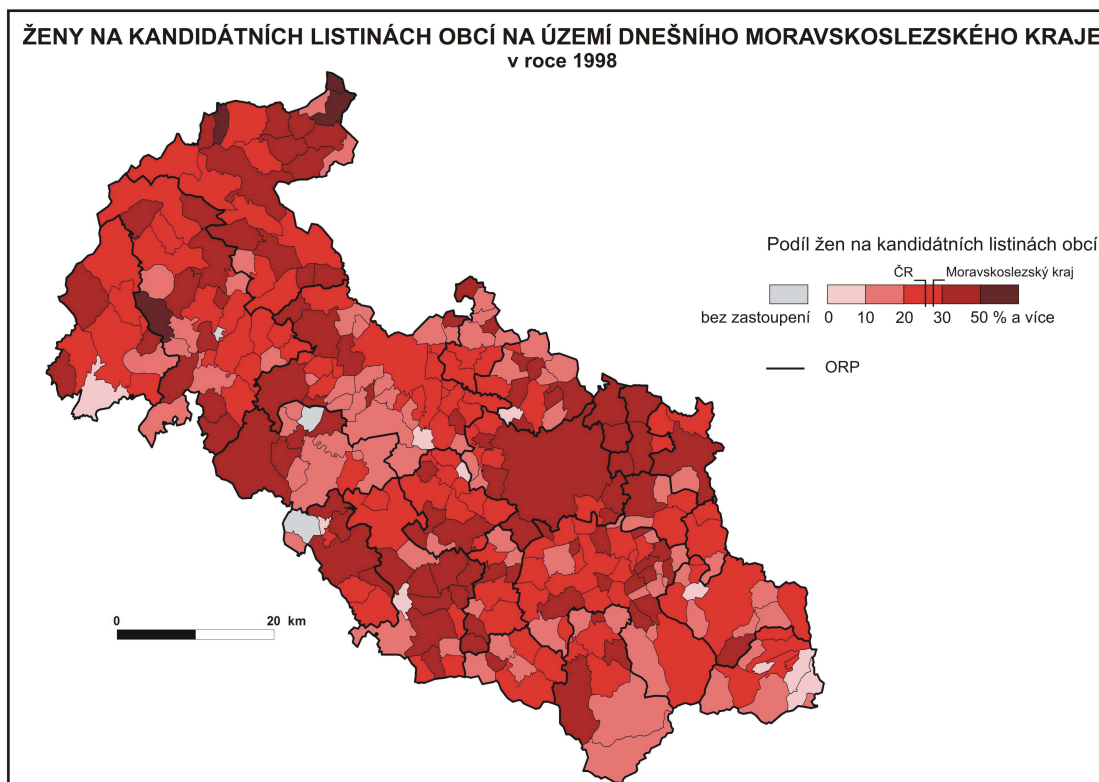 ŽENY NA KANDIDÁTNÍCH LISTINÁCH OBCÍ NA ÚZEMÍ DNEŠNÍHO MORAVSKOSLEZSKÉHO KRAJE
v roce 1998
Podíl žen na kandidátních listinách obcí
ČR Moravskoslezský kraj
bez zastoupení 0 10 20 30 50 % a více
ORP
0 20 km